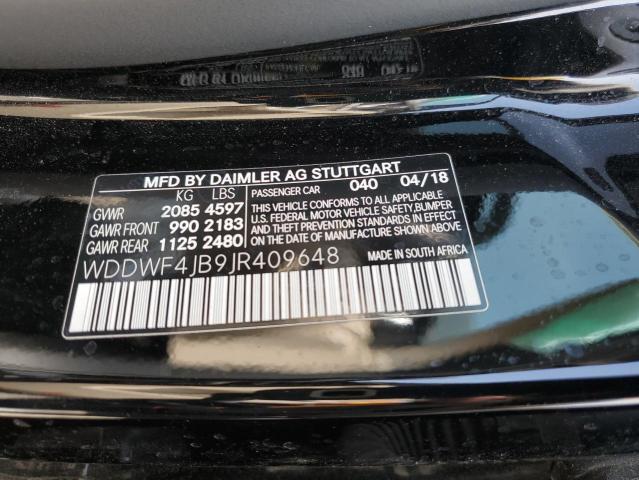 MFD BY DAIMLER AG STUTTGART
KG LBS
GWR 2085 4597
GAWR FRONT 990 2183
GAWR REAR 1125 2480
PASSENGER CAR 040 04/18
THIS VEHICLE CONFORMS TO ALL APPLICABLE
U.S. FEDERAL MOTOR VEHICLE SAFETY, BUMPER
AND THEFT PREVENTION STANDARDS IN EFFECT
ON THE DATE OF MANUFACTURE SHOWN ABOVE.
WDDWF4JB9JR409648
MADE IN SOUTH AFRICA